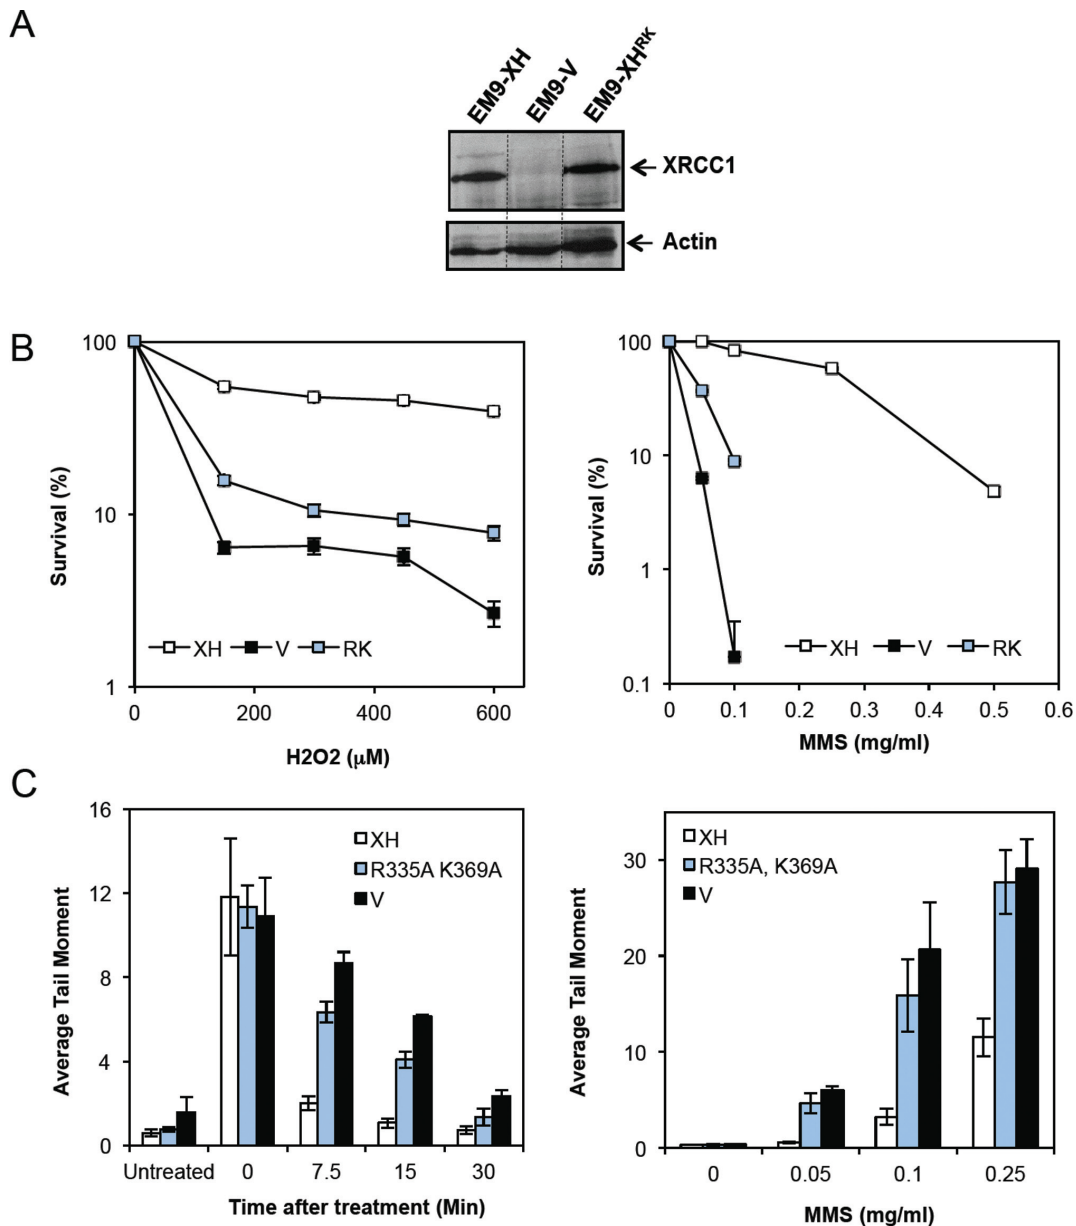 A
EM9-XH
EM9-V
EM9-XHRK
XRCC1
Actin
B
100
10
1
Survival (%)
XH V RK
0 200 400 600
H2O2 (µM)
100
10
1
0.1
Survival (%)
XH V RK
0 0.1 0.2 0.3 0.4 0.5 0.6
MMS (mg/ml)
C
16
12
8
4
0
Average Tail Moment
XH
R335A K369A
V
Untreated 0 7.5 15 30
Time after treatment (Min)
30
20
10
0
Average Tail Moment
XH
R335A, K369A
V
0 0.05 0.1 0.25
MMS (mg/ml)